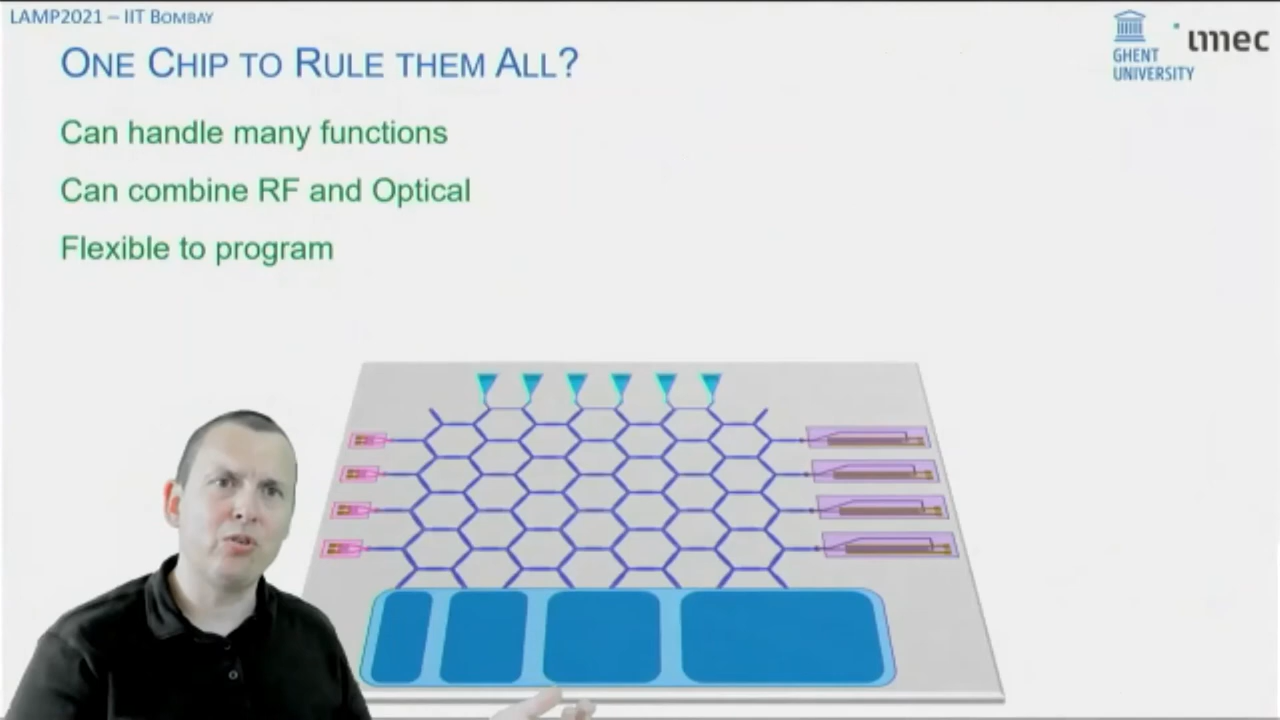 LAMP2021 – IIT BOMBAY
ONE CHIP TO RULE THEM ALL?
GHENT
UNIVERSITY
imec
Can handle many functions
Can combine RF and Optical
Flexible to program